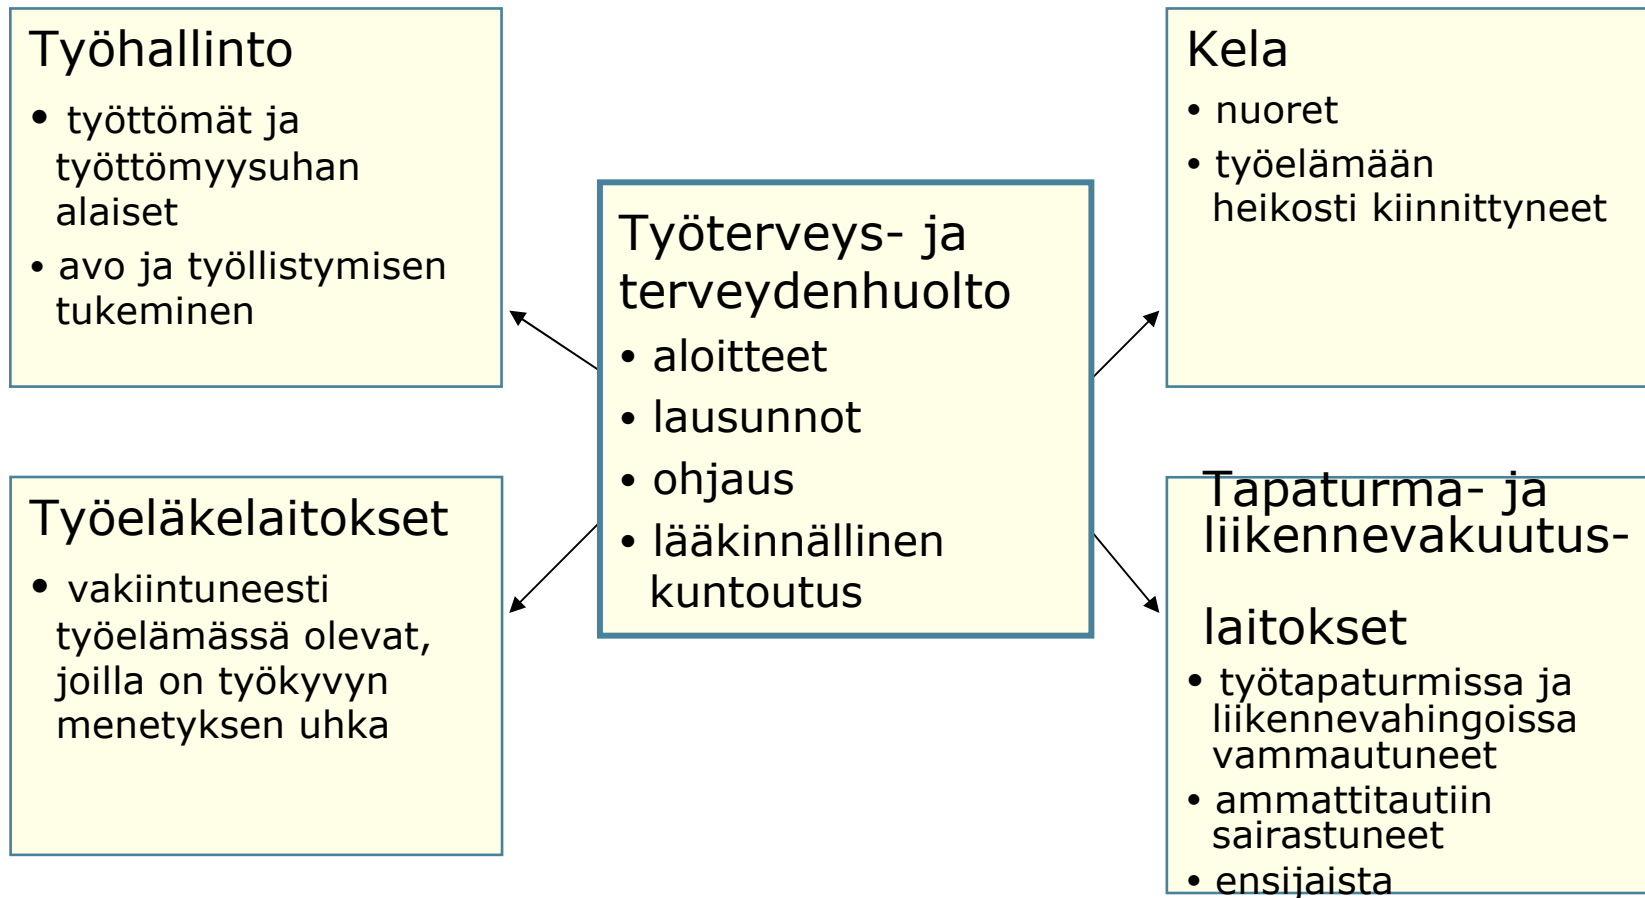 Työhallinto
• työttömät ja
työttömyysuhan
alaiset
• avo ja työllistymisen
tukeminen
Työeläkelaitokset
• vakiintuneesti
työelämässä olevat,
joilla on työkyvyn
menetyksen uhka
Työterveys- ja
terveydenhuolto
• aloitteet
• lausunnot
• ohjaus
• lääkinnällinen
kuntoutus
Kela
• nuoret
• työelämään
heikosti kiinnittyneet
Tapaturma- ja
liikennevakuutus-
laitokset
• työtapaturmissa ja
liikennevahingoissa
vammautuneet
• ammattitautiin
sairastuneet
• ensijaista